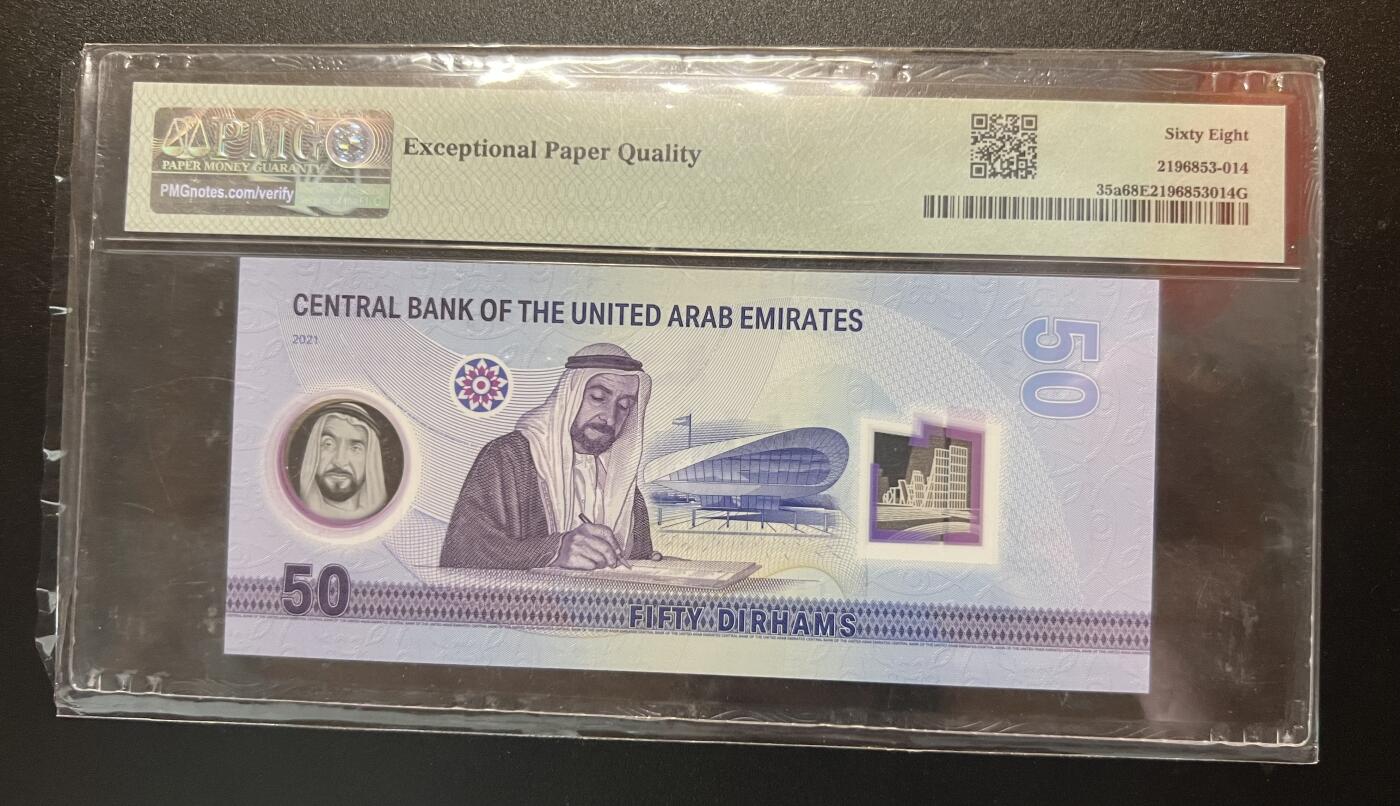 PMG
PAPER MONEY GUARANTY
PMGnotes.com/verify
Exceptional Paper Quality
Sixty Eight
2196853-014
35a68E2196853014G
CENTRAL BANK OF THE UNITED ARAB EMIRATES
2021
50
50
FIFTY DIRHAMS